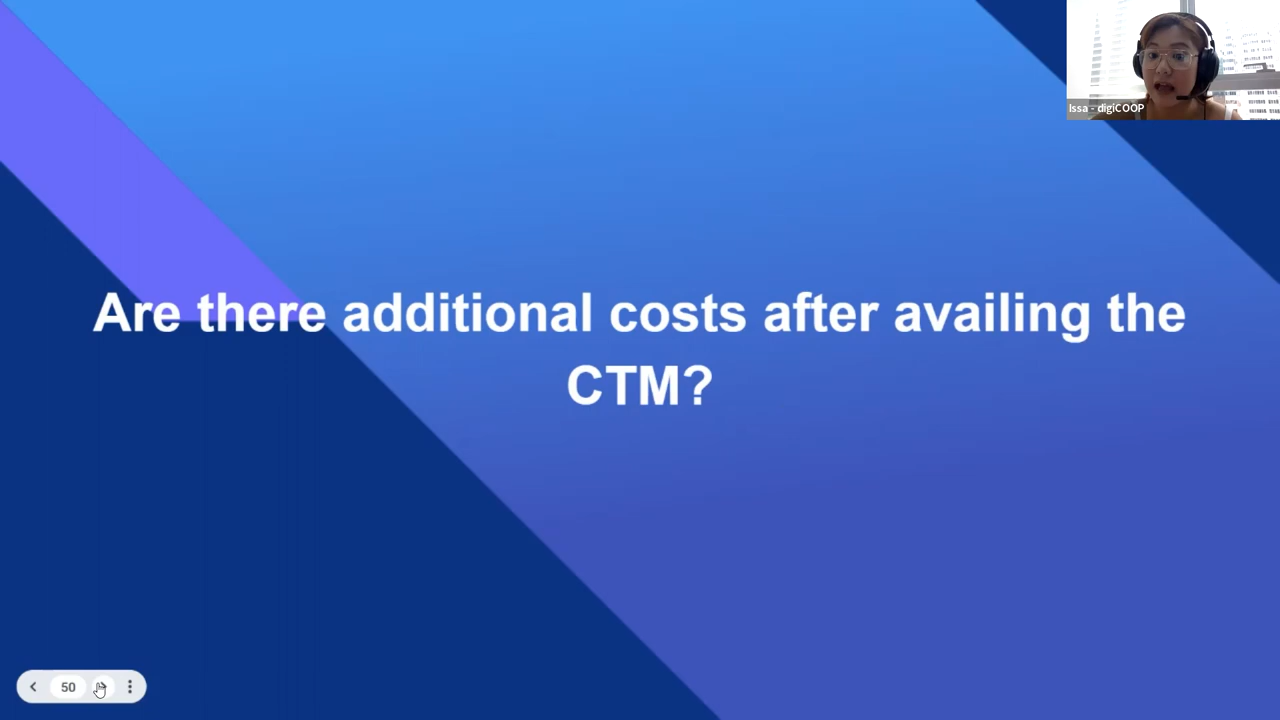 Issa - digiCOOP
Are there additional costs after availing the
CTM?
50